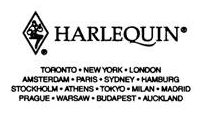 HARLEQUIN®
TORONTO • NEW YORK • LONDON
AMSTERDAM • PARIS • SYDNEY • HAMBURG
STOCKHOLM • ATHENS • TOKYO • MILAN • MADRID
PRAGUE • WARSAW • BUDAPEST • AUCKLAND